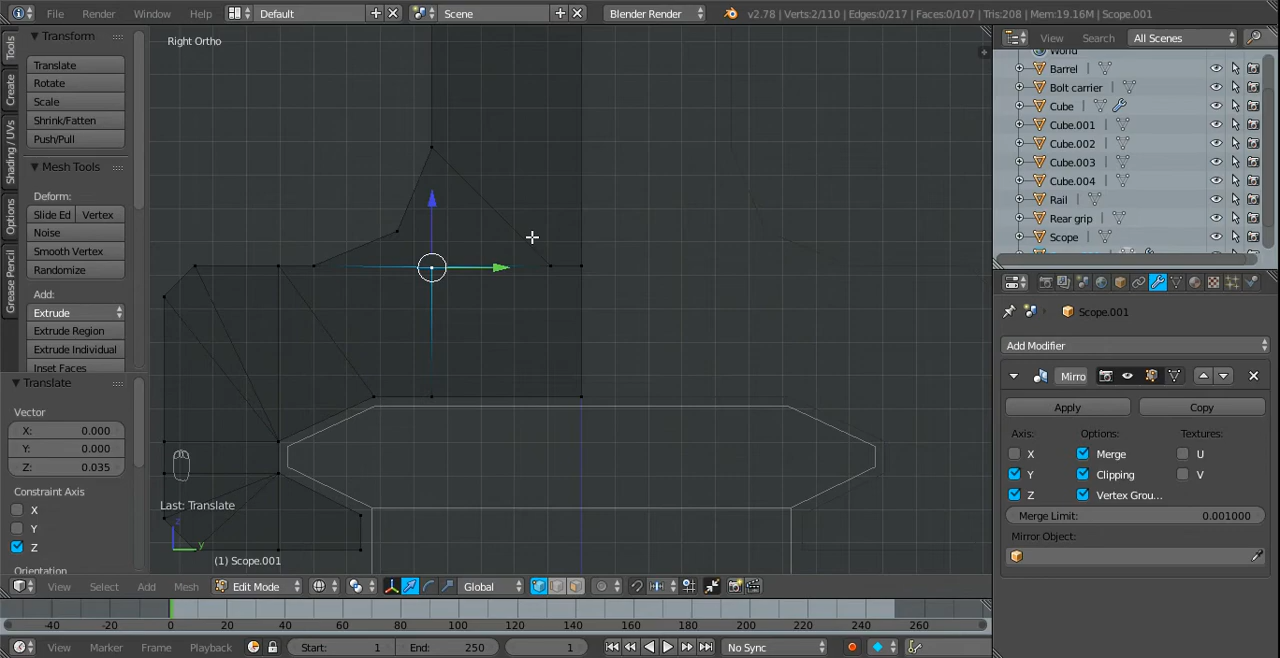 File Render Window Help Default Scene Blender Render v2.78 | Verts:2/110 | Edges:0/217 | Faces:0/107 | Tris:208 | Mem:19.16M | Scope.001
Tools
Create
Shading / UVs
Options
Grease Pencil
Transform
Translate
Rotate
Scale
Shrink/Fatten
Push/Pull
Mesh Tools
Deform:
Slide Ed Vertex
Noise
Smooth Vertex
Randomize
Add:
Extrude
Extrude Region
Extrude Individual
Inset Faces
Translate
Vector
X: 0.000
Y: 0.000
Z: 0.035
Constraint Axis
X
Y
Z
Orientation
Right Ortho
Last: Translate
z
y
(1) Scope.001
View Select Add Mesh Edit Mode Global
-40 -20 0 20 40 60 80 100 120 140 160 180 200 220 240 260
View Marker Frame Playback Start: 1 End: 250 1 No Sync
View Search All Scenes
World
Barrel
Bolt carrier
Cube
Cube.001
Cube.002
Cube.003
Cube.004
Rail
Rear grip
Scope
Scope.001
Add Modifier
Mirro
Apply Copy
Axis: Options: Textures:
X Merge U
Y Clipping V
Z Vertex Grou...
Merge Limit: 0.001000
Mirror Object: